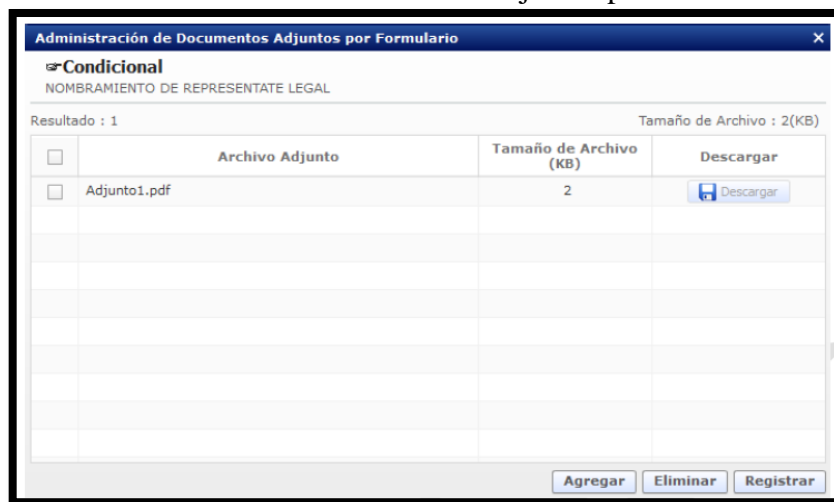 Administración de Documentos Adjuntos por Formulario
☞Condicional
NOMBRAMIENTO DE REPRESENTATE LEGAL
Resultado : 1 Tamaño de Archivo : 2(KB)
Archivo Adjunto Tamaño de Archivo (KB) Descargar
Adjunto1.pdf 2 Descargar
Agregar Eliminar Registrar